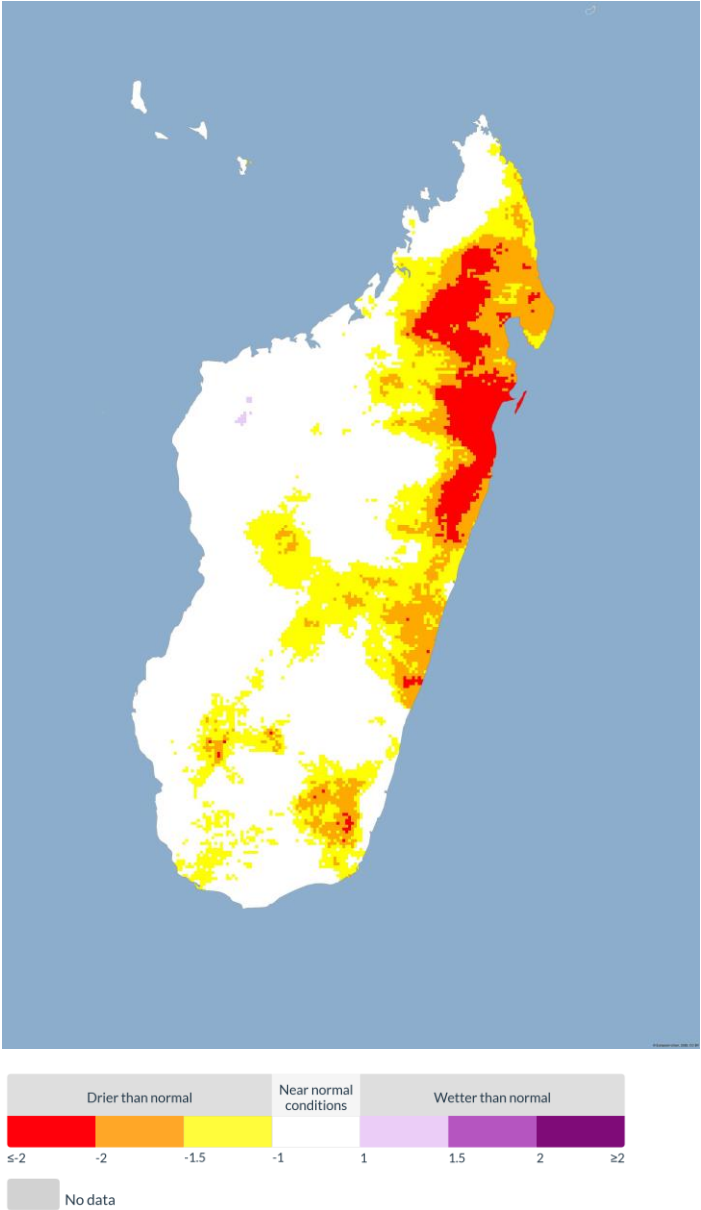 Drier than normal
Near normal
conditions
Wetter than normal
≤-2 -2 -1.5 -1 1 1.5 2 ≥2
No data